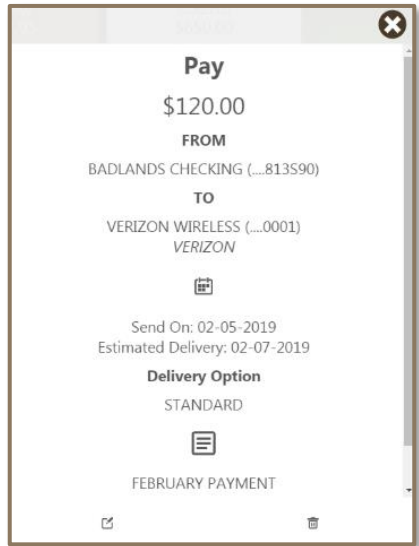 Pay
$120.00
FROM
BADLANDS CHECKING (....813S90)
TO
VERIZON WIRELESS (....0001)
VERIZON
Send On: 02-05-2019
Estimated Delivery: 02-07-2019
Delivery Option
STANDARD
FEBRUARY PAYMENT